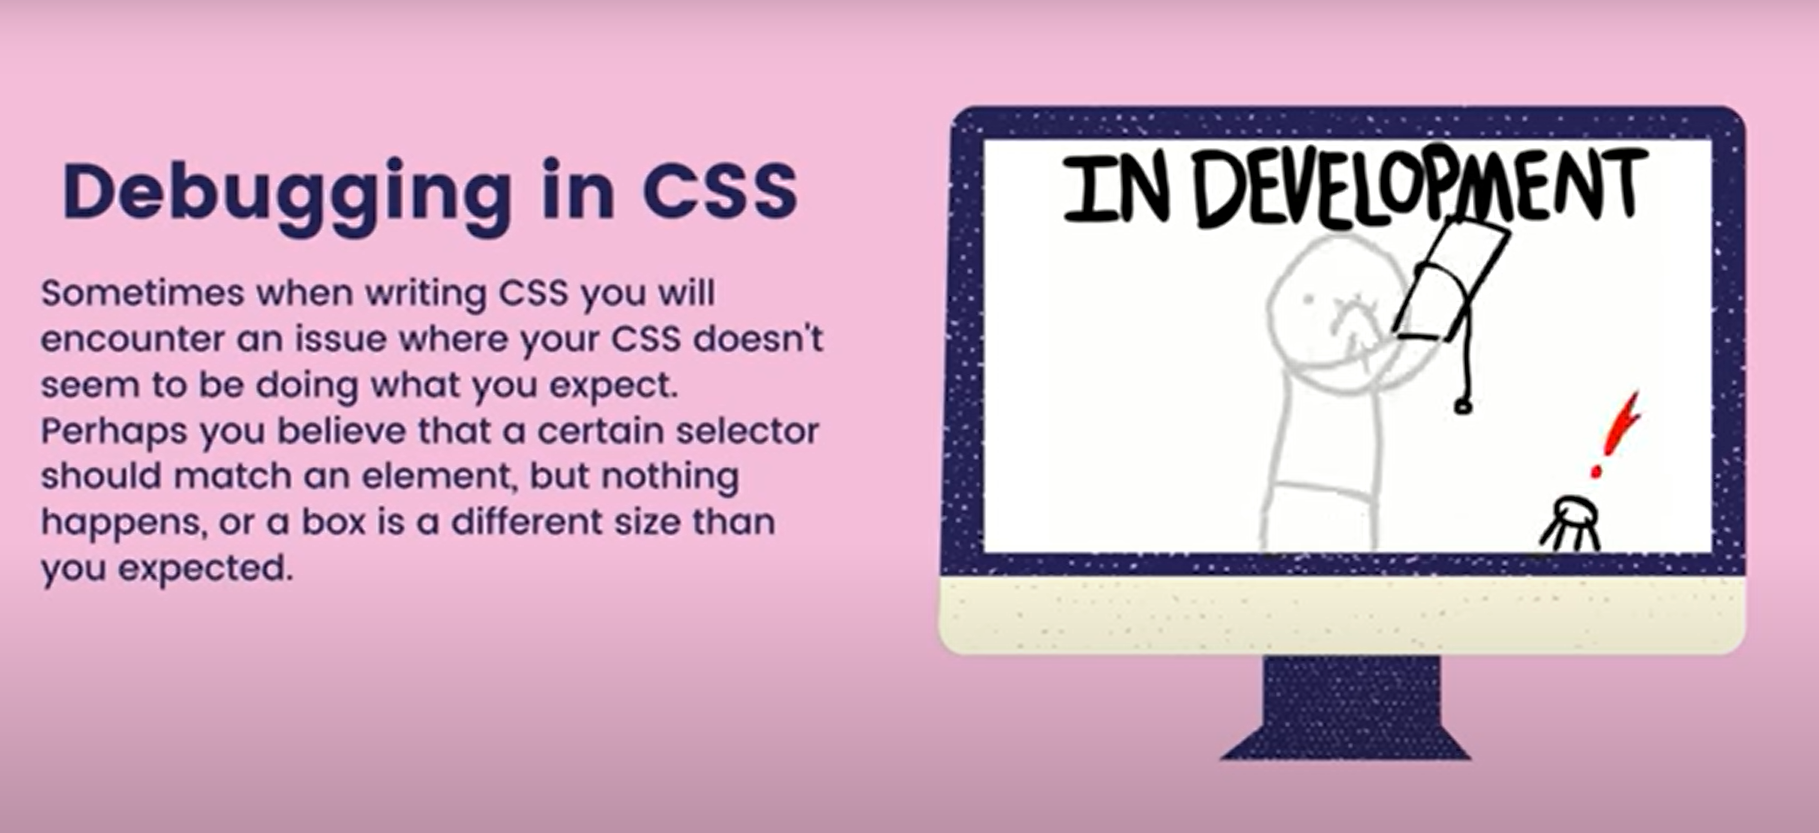 Debugging in CSS
Sometimes when writing CSS you will
encounter an issue where your CSS doesn't
seem to be doing what you expect.
Perhaps you believe that a certain selector
should match an element, but nothing
happens, or a box is a different size than
you expected.
IN DEVELOPMENT
!